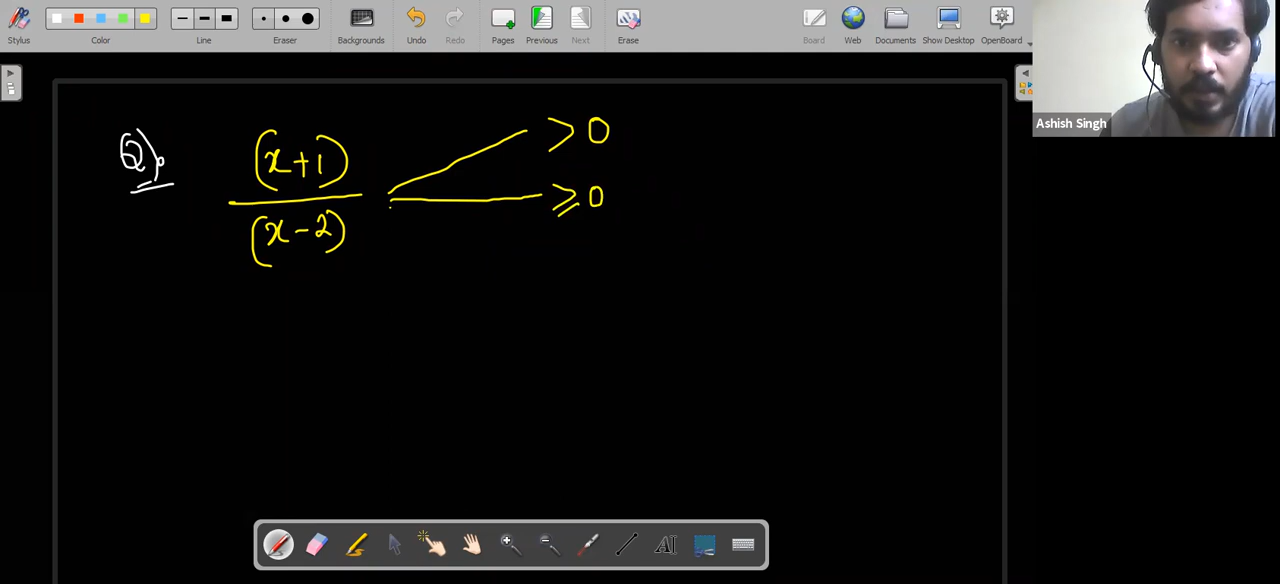 Stylus
Color
Line
Eraser
Backgrounds
Undo
Redo
Pages
Previous
Next
Erase
Board
Web
Documents
Show Desktop
OpenBoard
Ashish Singh
Q).
(x+1)
(x-2)
> 0
≥ 0
AI